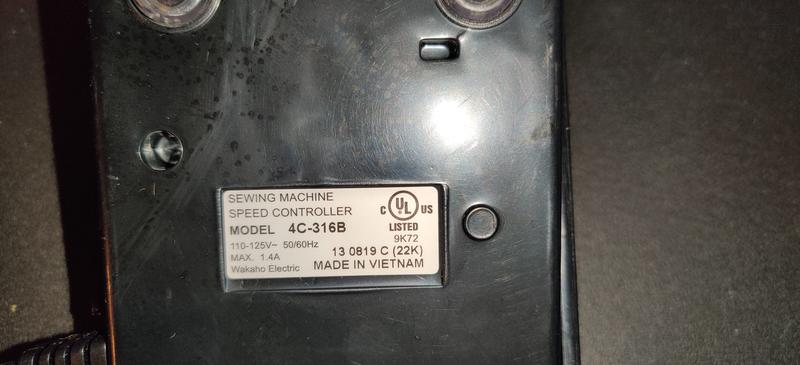 SEWING MACHINE
SPEED CONTROLLER
MODEL 4C-316B
110-125V~ 50/60Hz
MAX. 1.4A
Wakaho Electric
C UL US
LISTED
9K72
13 0819 C (22K)
MADE IN VIETNAM